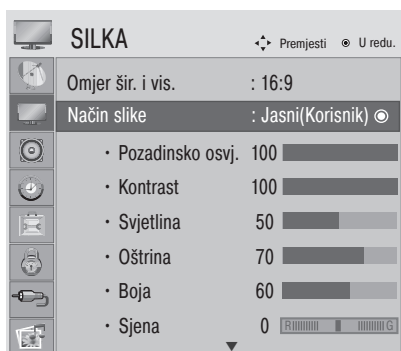 SILKA Premjesti U redu.
Omjer šir. i vis. : 16:9
Način slike : Jasni(Korisnik)
• Pozadinsko osvj. 100
• Kontrast 100
• Svjetlina 50
• Oštrina 70
• Boja 60
• Sjena 0 R G